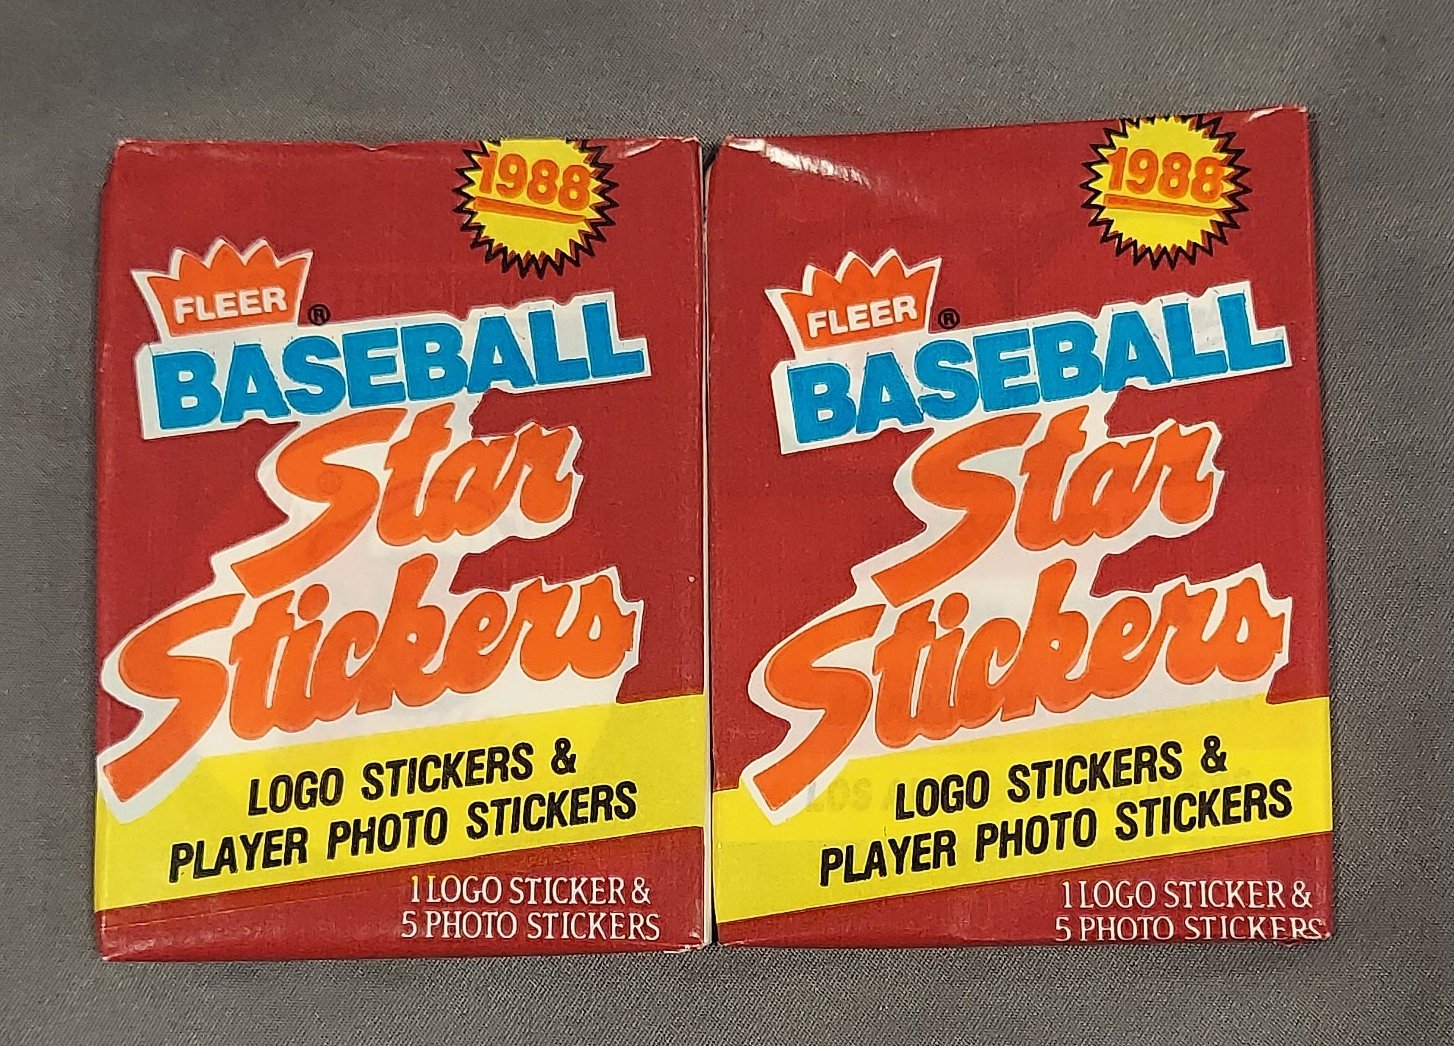 1988
FLEER ®
BASEBALL
Star
Stickers
LOGO STICKERS &
PLAYER PHOTO STICKERS
1 LOGO STICKER &
5 PHOTO STICKERS
1988
FLEER ®
BASEBALL
Star
Stickers
LOGO STICKERS &
PLAYER PHOTO STICKERS
1 LOGO STICKER &
5 PHOTO STICKERS